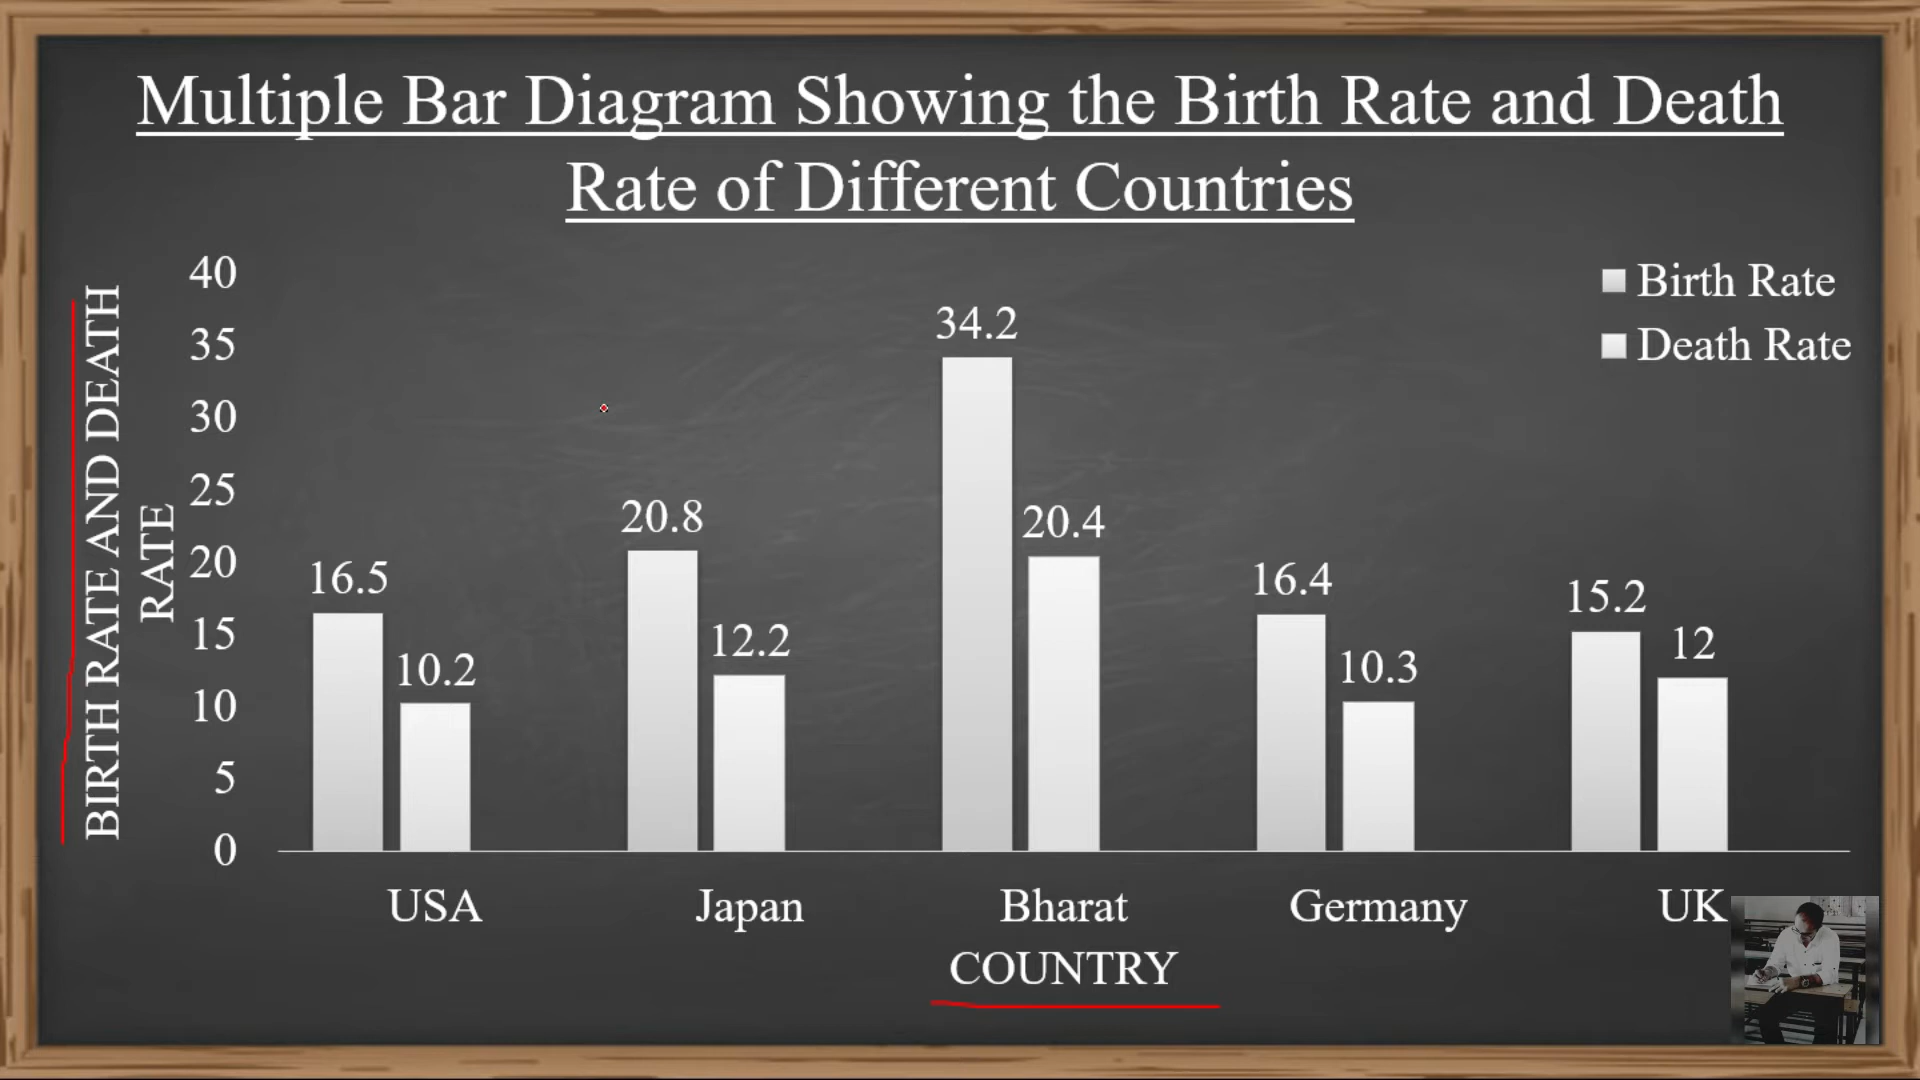 Multiple Bar Diagram Showing the Birth Rate and Death
Rate of Different Countries
BIRTH RATE AND DEATH
RATE
40
35
30
25
20
15
10
5
0
Birth Rate
Death Rate
16.5
10.2
20.8
12.2
34.2
20.4
16.4
10.3
15.2
12
USA
Japan
Bharat
Germany
UK
COUNTRY